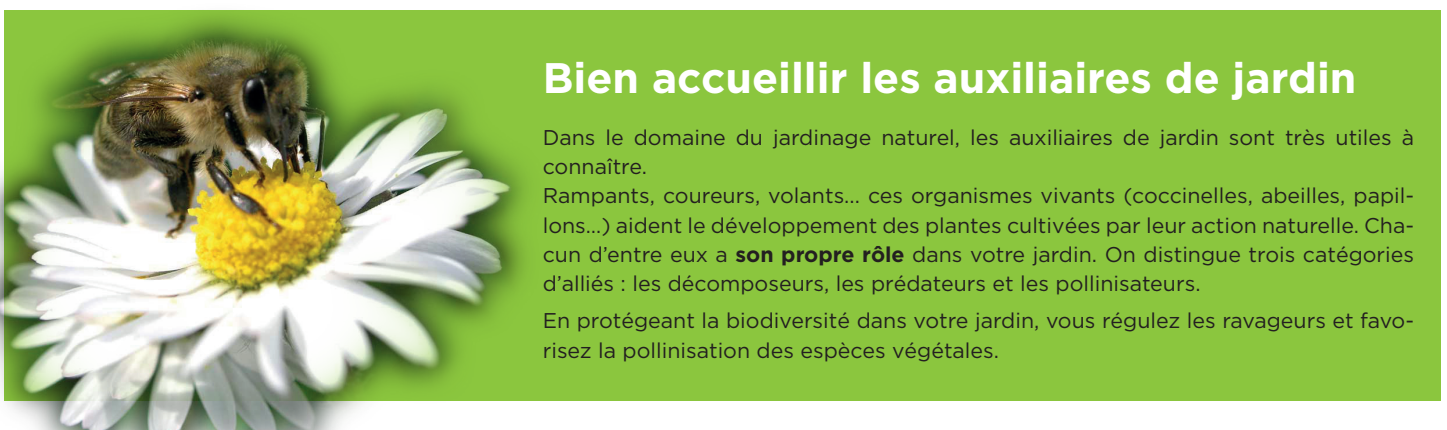 Bien accueillir les auxiliaires de jardin
Dans le domaine du jardinage naturel, les auxiliaires de jardin sont très utiles à
connaître.
Rampants, coureurs, volants... ces organismes vivants (coccinelles, abeilles, papil-
lons...) aident le développement des plantes cultivées par leur action naturelle. Cha-
cun d'entre eux a son propre rôle dans votre jardin. On distingue trois catégories
d'alliés : les décomposeurs, les prédateurs et les pollinisateurs.
En protégeant la biodiversité dans votre jardin, vous régulez les ravageurs et favo-
risez la pollinisation des espèces végétales.